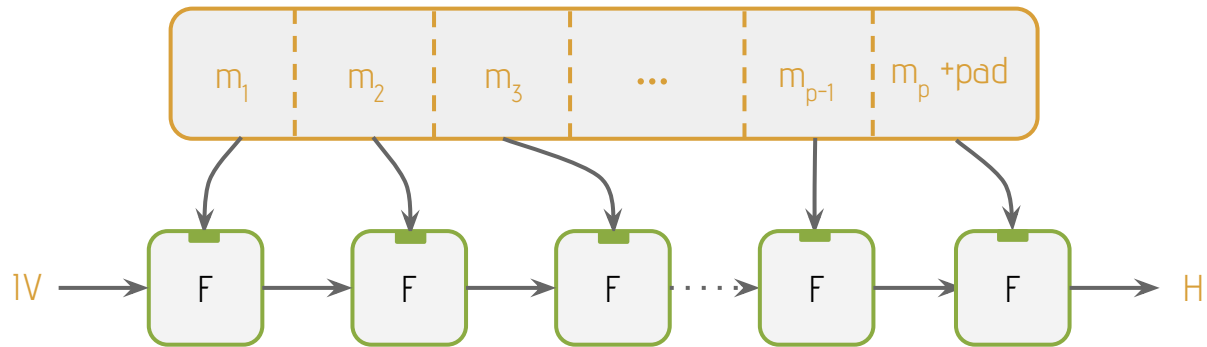 m₁ m₂ m₃ ... mₚ₋₁ mₚ +pad
IV F F F F F H